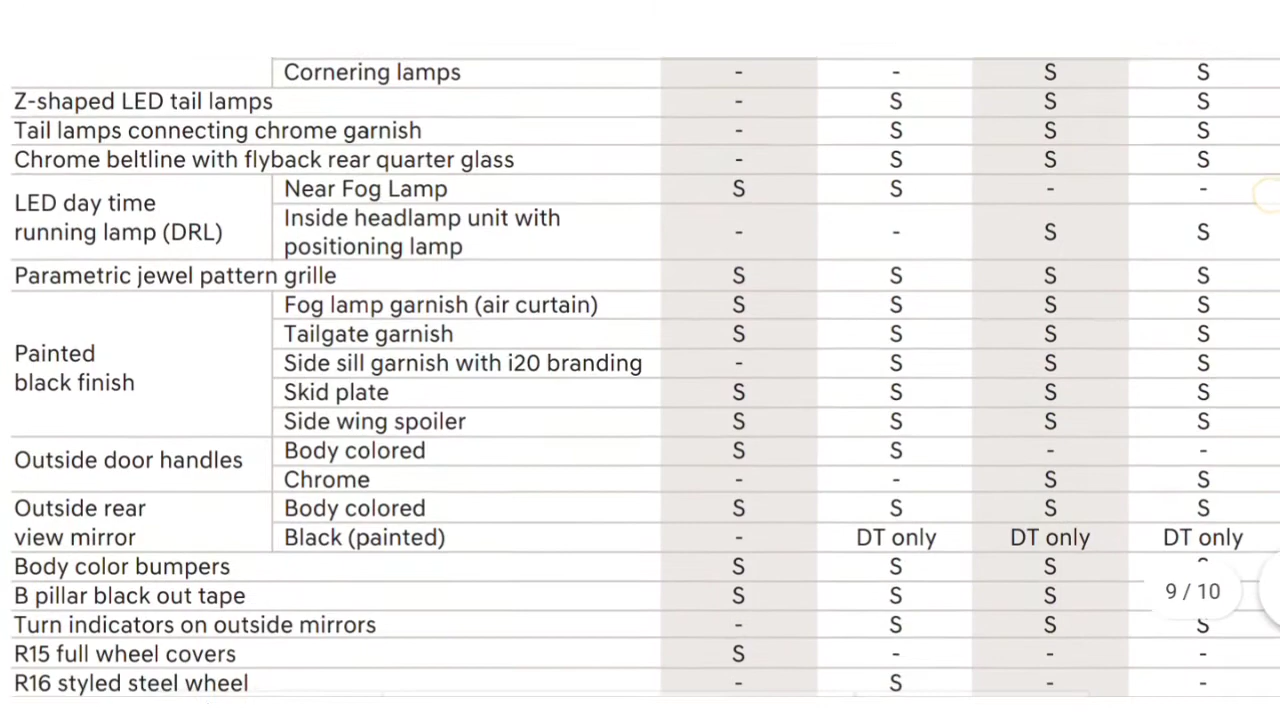 Cornering lamps - - S S
Z-shaped LED tail lamps - S S S
Tail lamps connecting chrome garnish - S S S
Chrome beltline with flyback rear quarter glass - S S S
LED day time
running lamp (DRL)
Near Fog Lamp S S - -
Inside headlamp unit with
positioning lamp - - S S
Parametric jewel pattern grille S S S S
Painted
black finish
Fog lamp garnish (air curtain) S S S S
Tailgate garnish S S S S
Side sill garnish with i20 branding - S S S
Skid plate S S S S
Side wing spoiler S S S S
Outside door handles
Body colored S S - -
Chrome - - S S
Outside rear
view mirror
Body colored S S S S
Black (painted) - DT only DT only DT only
Body color bumpers S S S
B pillar black out tape S S S
9 / 10
Turn indicators on outside mirrors - S S S
R15 full wheel covers S - - -
R16 styled steel wheel - S - -